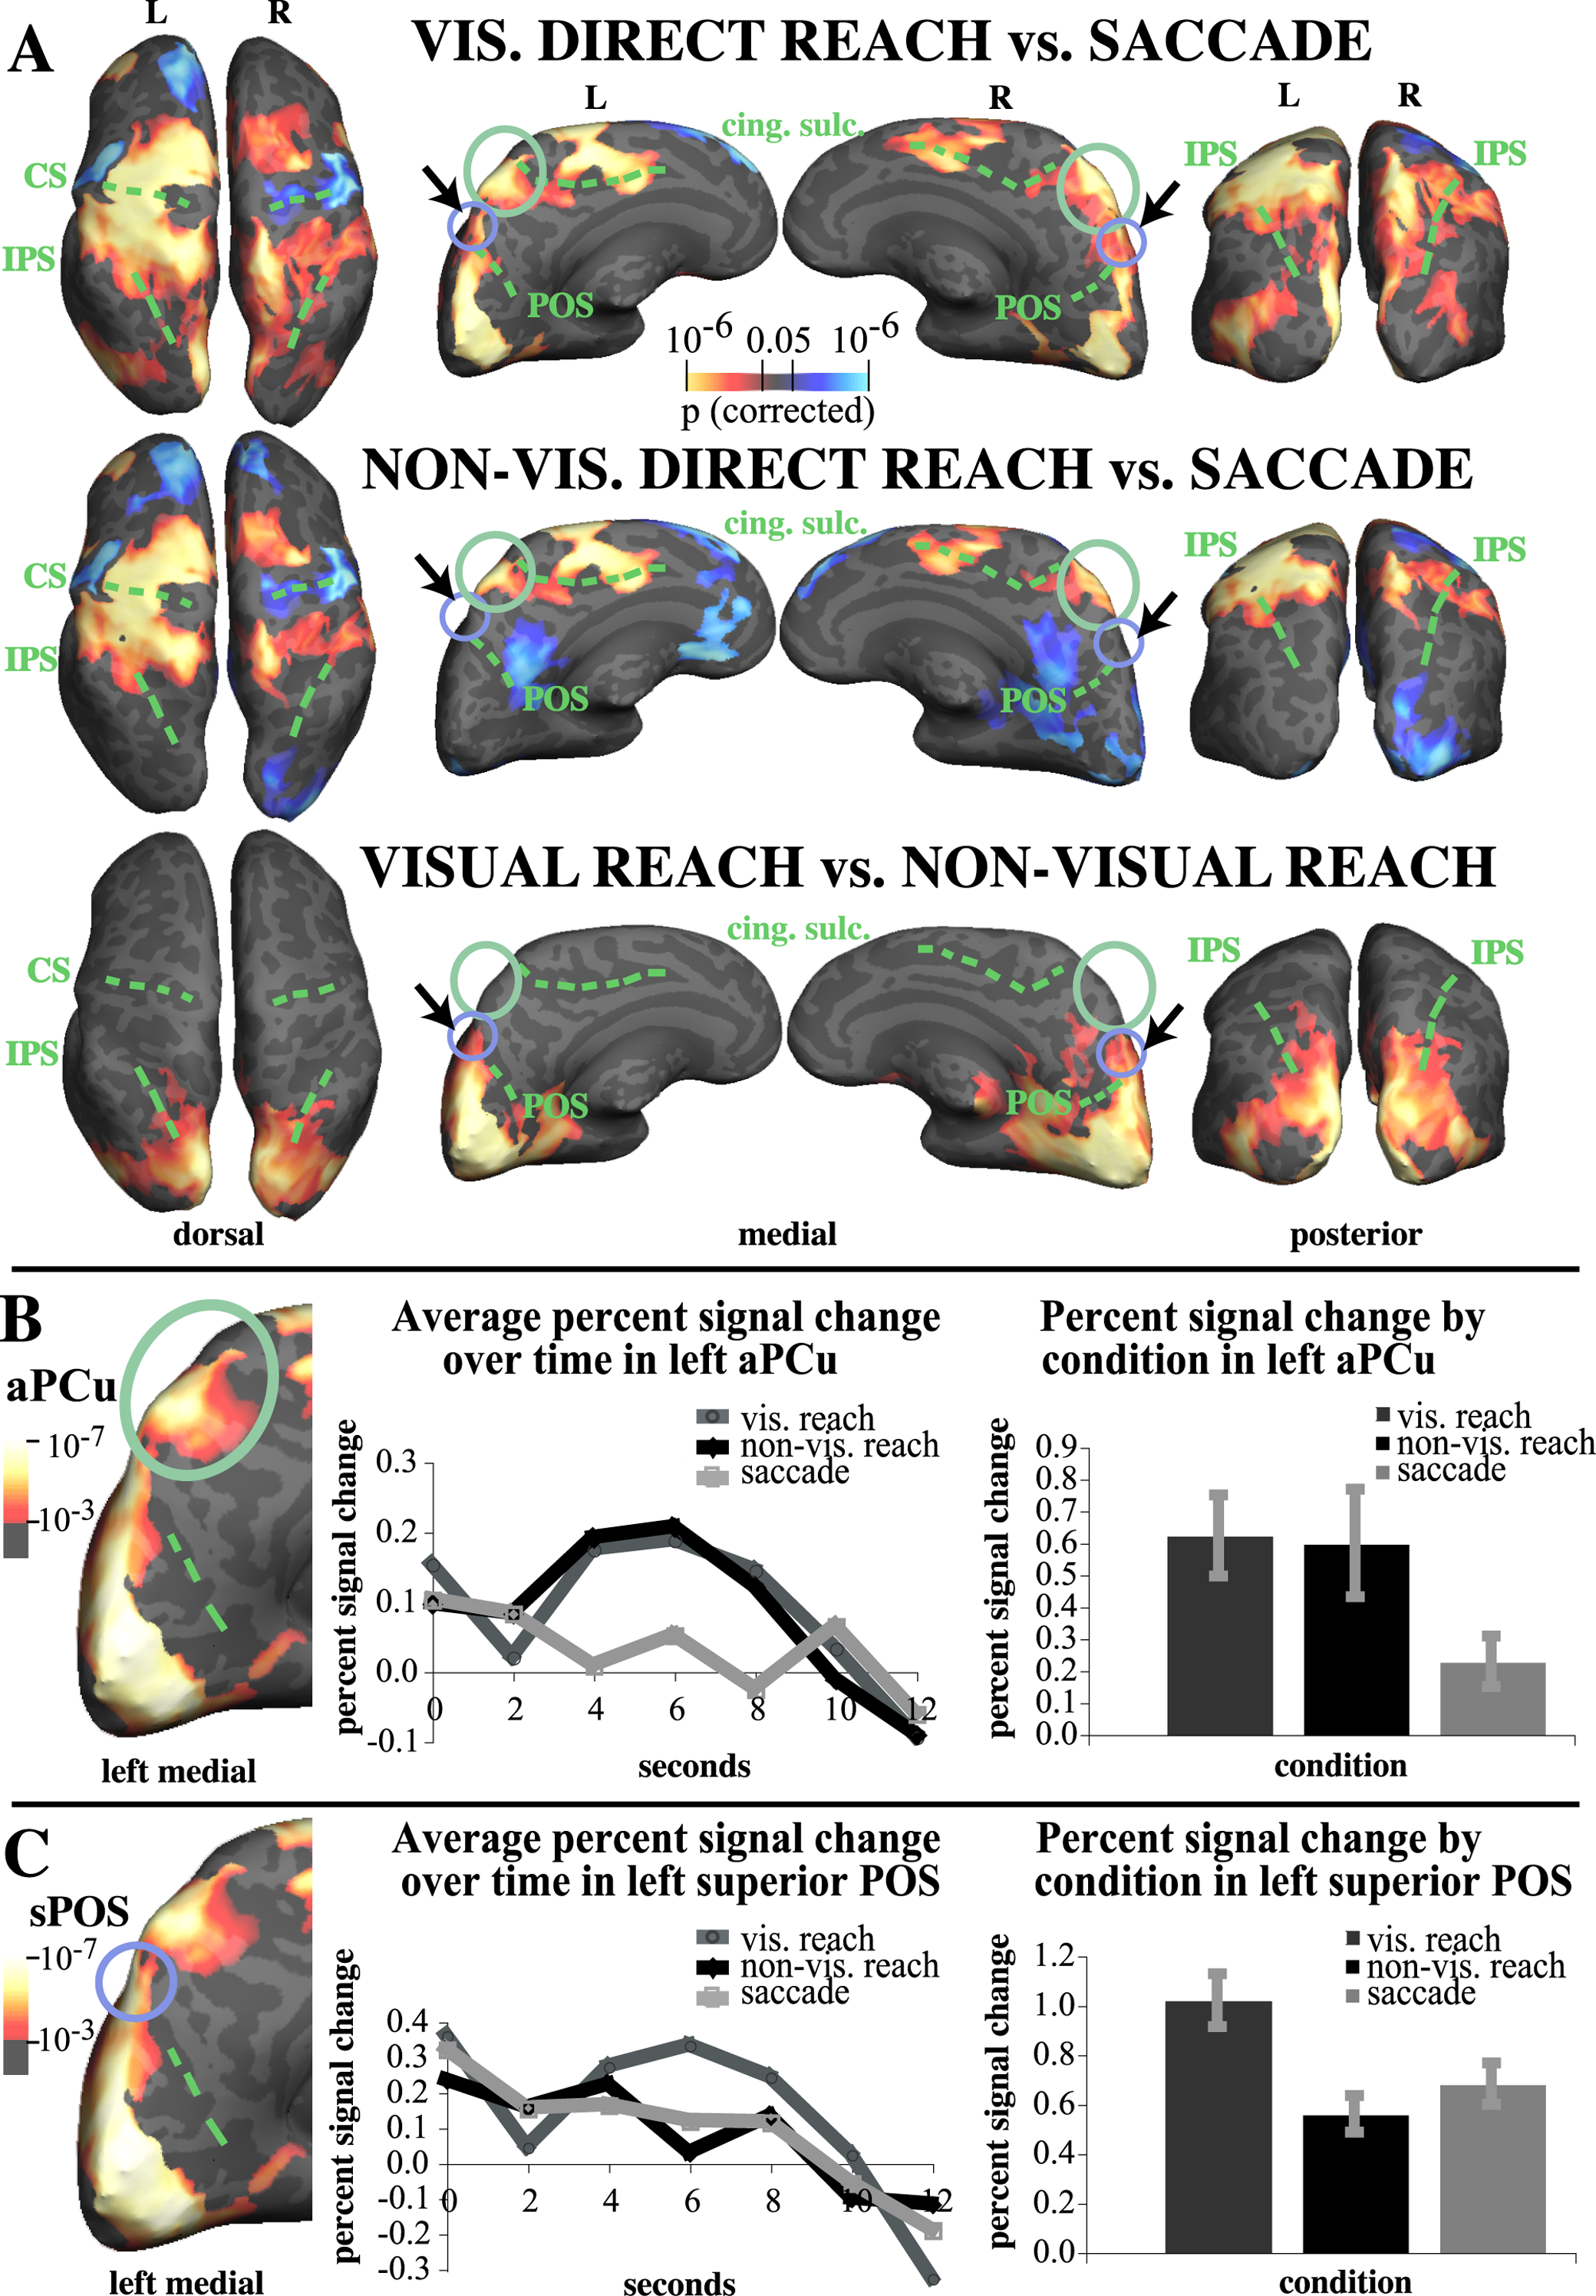 A
L R
VIS. DIRECT REACH vs. SACCADE
L R
L R
cing. sulc.
CS
IPS
POS
POS
IPS
IPS
10-6 0.05 10-6
p (corrected)
NON-VIS. DIRECT REACH vs. SACCADE
cing. sulc.
CS
IPS
POS
POS
IPS
IPS
VISUAL REACH vs. NON-VISUAL REACH
cing. sulc.
CS
IPS
POS
POS
IPS
IPS
dorsal
medial
posterior
B
aPCu
10-7
10-3
left medial
Average percent signal change
over time in left aPCu
vis. reach
non-vis. reach
saccade
percent signal change
0.3
0.2
0.1
0.0
-0.1
0 2 4 6 8 10 12
seconds
Percent signal change by
condition in left aPCu
vis. reach
non-vis. reach
saccade
percent signal change
0.9
0.8
0.7
0.6
0.5
0.4
0.3
0.2
0.1
0.0
condition
C
sPOS
10-7
10-3
left medial
Average percent signal change
over time in left superior POS
vis. reach
non-vis. reach
saccade
percent signal change
0.4
0.3
0.2
0.1
0.0
-0.1
-0.2
-0.3
0 2 4 6 8 10 12
seconds
Percent signal change by
condition in left superior POS
vis. reach
non-vis. reach
saccade
percent signal change
1.2
1.0
0.8
0.6
0.4
0.2
0.0
condition